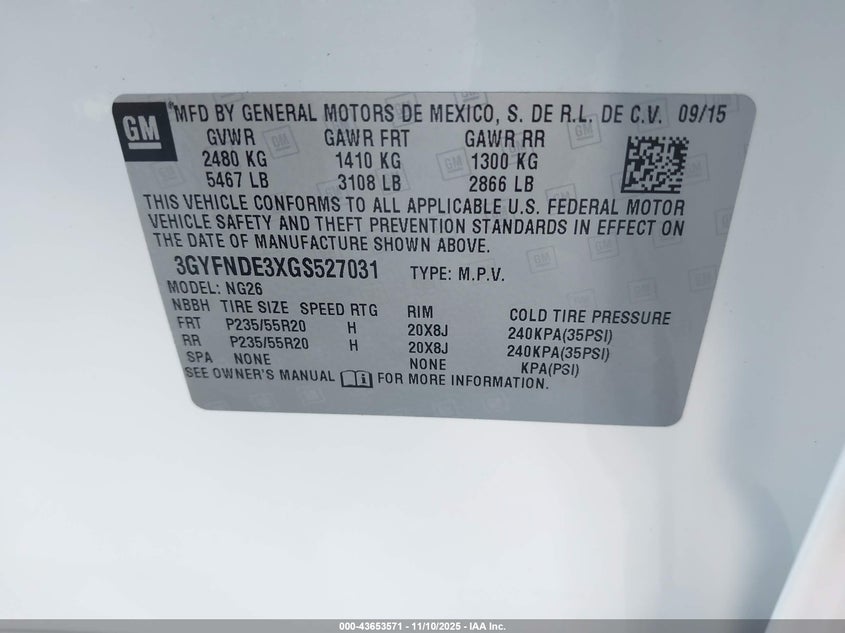 GM ® MFD BY GENERAL MOTORS DE MEXICO, S. DE R.L. DE C.V. 09/15
GVWR GAWR FRT GAWR RR
2480 KG 1410 KG 1300 KG
5467 LB 3108 LB 2866 LB
THIS VEHICLE CONFORMS TO ALL APPLICABLE U.S. FEDERAL MOTOR
VEHICLE SAFETY AND THEFT PREVENTION STANDARDS IN EFFECT ON
THE DATE OF MANUFACTURE SHOWN ABOVE.
3GYFNDE3XGS527031 TYPE: M.P.V.
MODEL: NG26
NBBH TIRE SIZE SPEED RTG RIM COLD TIRE PRESSURE
FRT P235/55R20 H 20X8J 240KPA(35PSI)
RR P235/55R20 H 20X8J 240KPA(35PSI)
SPA NONE NONE KPA(PSI)
SEE OWNER'S MANUAL FOR MORE INFORMATION.
000-43653571 — 11/10/2025 — IAA Inc.